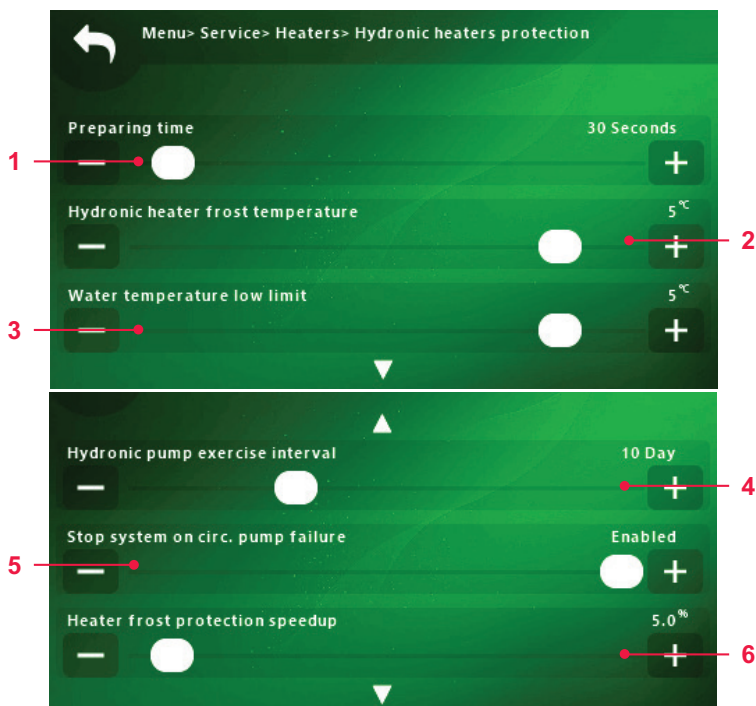 Menu> Service> Heaters> Hydronic heaters protection
Preparing time 30 Seconds
1
Hydronic heater frost temperature 5℃
2
Water temperature low limit 5℃
3
Hydronic pump exercise interval 10 Day
4
Stop system on circ. pump failure Enabled
5
Heater frost protection speedup 5.0%
6